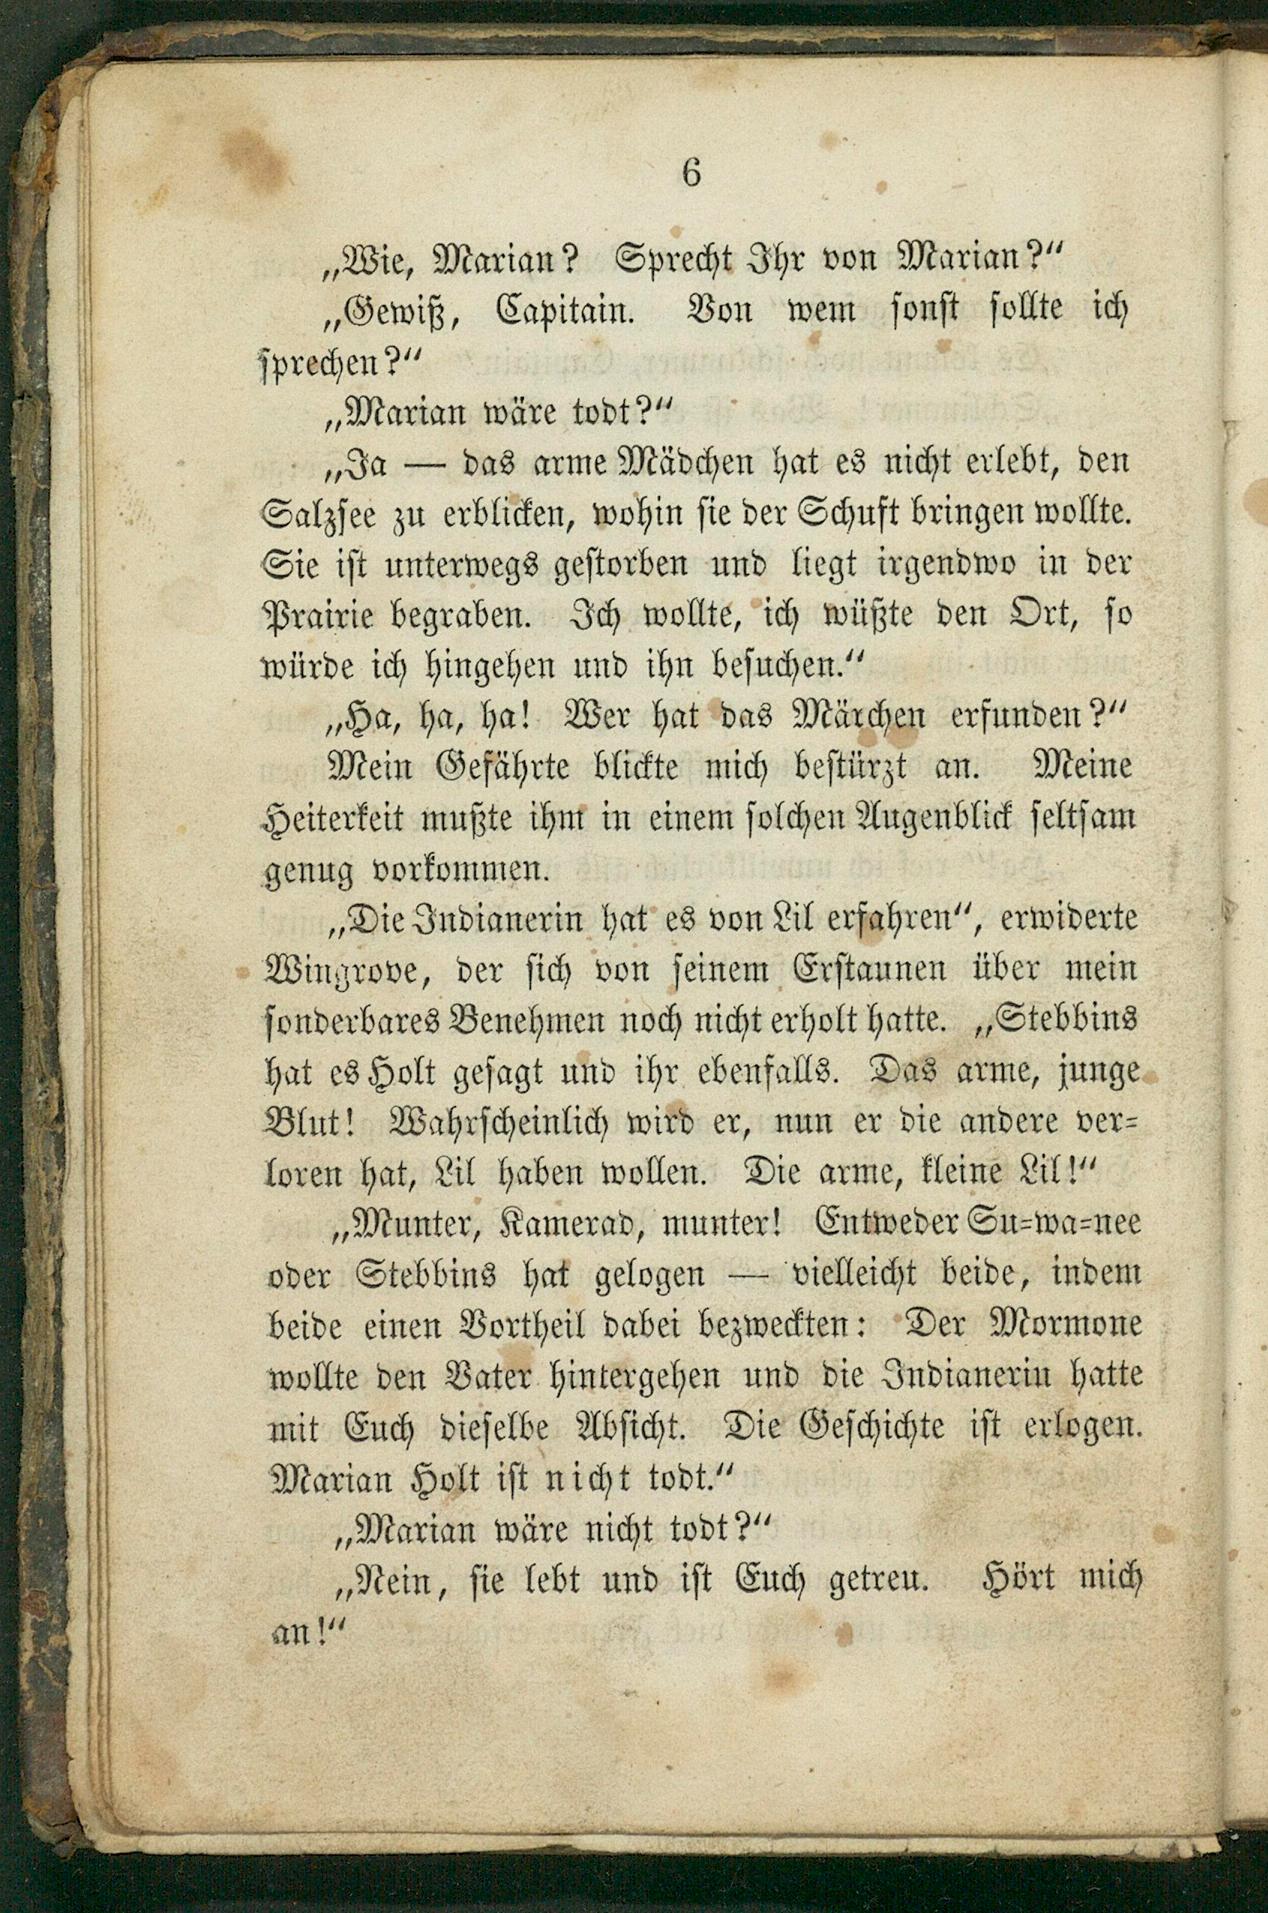 6
„Wie, Marian? Sprecht Ihr von Marian?“
„Gewiß, Capitain. Von wem sonst sollte ich
sprechen?“
„Marian wäre todt?“
„Ja — das arme Mädchen hat es nicht erlebt, den
Salzsee zu erblicken, wohin sie der Schuft bringen wollte.
Sie ist unterwegs gestorben und liegt irgendwo in der
Prairie begraben. Ich wollte, ich wüßte den Ort, so
würde ich hingehen und ihn besuchen.“
„Ha, ha, ha! Wer hat das Märchen erfunden?“
Mein Gefährte blickte mich bestürzt an. Meine
Heiterkeit mußte ihm in einem solchen Augenblick seltsam
genug vorkommen.
„Die Indianerin hat es von Lil erfahren“, erwiderte
Wingrove, der sich von seinem Erstaunen über mein
sonderbares Benehmen noch nicht erholt hatte. „Stebbins
hat es Holt gesagt und ihr ebenfalls. Das arme, junge
Blut! Wahrscheinlich wird er, nun er die andere ver-
loren hat, Lil haben wollen. Die arme, kleine Lil!“
„Munter, Kamerad, munter! Entweder Su-wa-nee
oder Stebbins hat gelogen — vielleicht beide, indem
beide einen Vortheil dabei bezweckten: Der Mormone
wollte den Vater hintergehen und die Indianerin hatte
mit Euch dieselbe Absicht. Die Geschichte ist erlogen.
Marian Holt ist nicht todt.“
„Marian wäre nicht todt?“
„Nein, sie lebt und ist Euch getreu. Hört mich
an!“